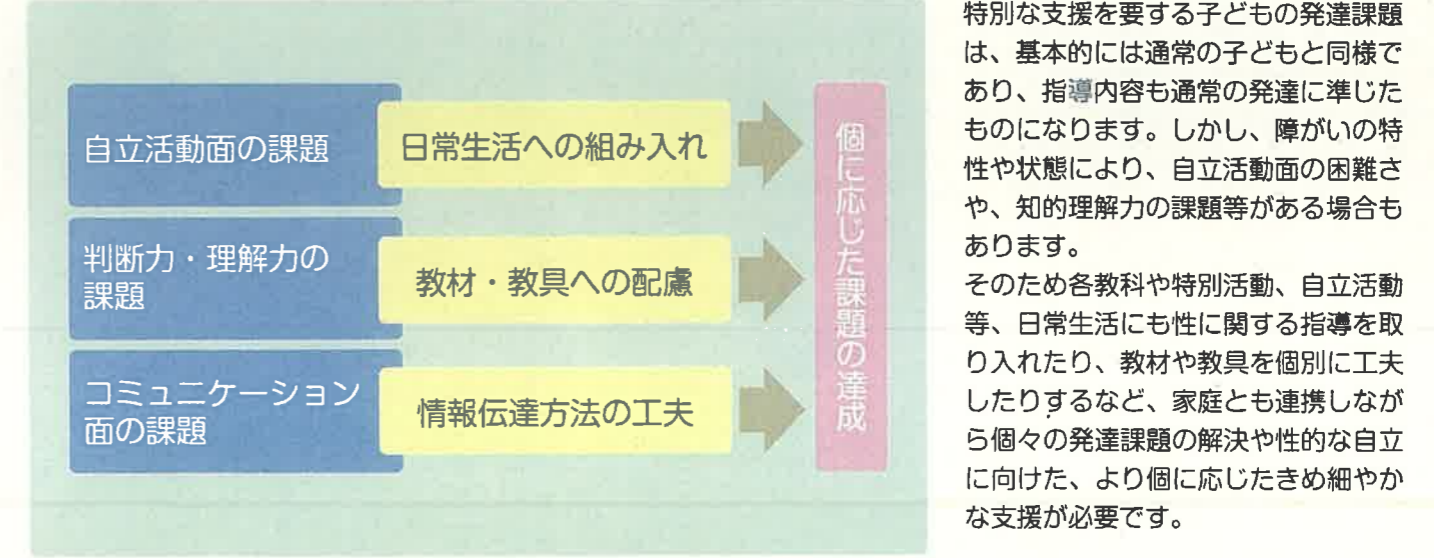 自立活動面の課題
日常生活への組み入れ
判断力・理解力の
課題
教材・教具への配慮
コミュニケーション
面の課題
情報伝達方法の工夫
個に応じた課題の達成
特別な支援を要する子どもの発達課題
は、基本的には通常の子どもと同様で
あり、指導内容も通常の発達に準じた
ものになります。しかし、障がいの特
性や状態により、自立活動面の困難さ
や、知的理解力の課題等がある場合も
あります。
そのため各教科や特別活動、自立活動
等、日常生活にも性に関する指導を取
り入れたり、教材や教具を個別に工夫
したりするなど、家庭とも連携しなが
ら個々の発達課題の解決や性的な自立
に向けた、より個に応じたきめ細やか
な支援が必要です。